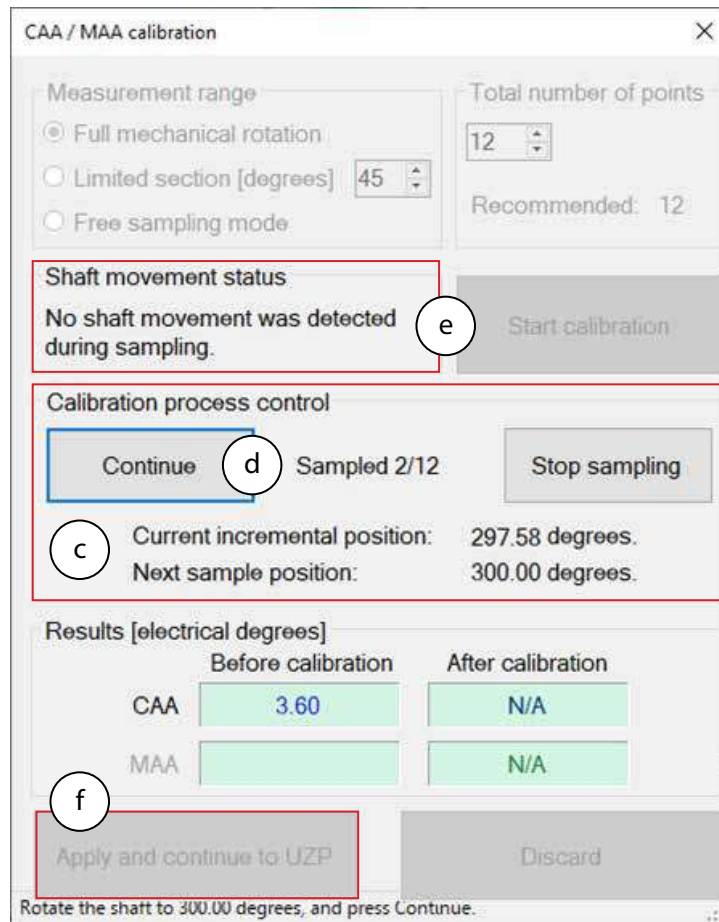 CAA / MAA calibration
Measurement range
Full mechanical rotation
Limited section [degrees] 45
Free sampling mode
Total number of points
12
Recommended: 12
Shaft movement status
No shaft movement was detected
during sampling.
e
Start calibration
Calibration process control
Continue d Sampled 2/12 Stop sampling
c
Current incremental position: 297.58 degrees.
Next sample position: 300.00 degrees.
Results [electrical degrees]
Before calibration After calibration
CAA 3.60 N/A
MAA N/A
f
Apply and continue to UZP Discard
Rotate the shaft to 300.00 degrees, and press Continue.